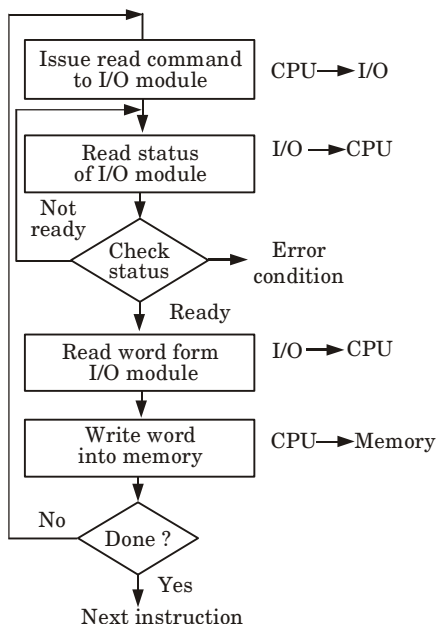 Issue read command
to I/O module
CPU I/O
Read status
of I/O module
I/O CPU
Not
ready
Check
status
Error
condition
Ready
Read word form
I/O module
I/O CPU
Write word
into memory
CPU Memory
No
Done ?
Yes
Next instruction